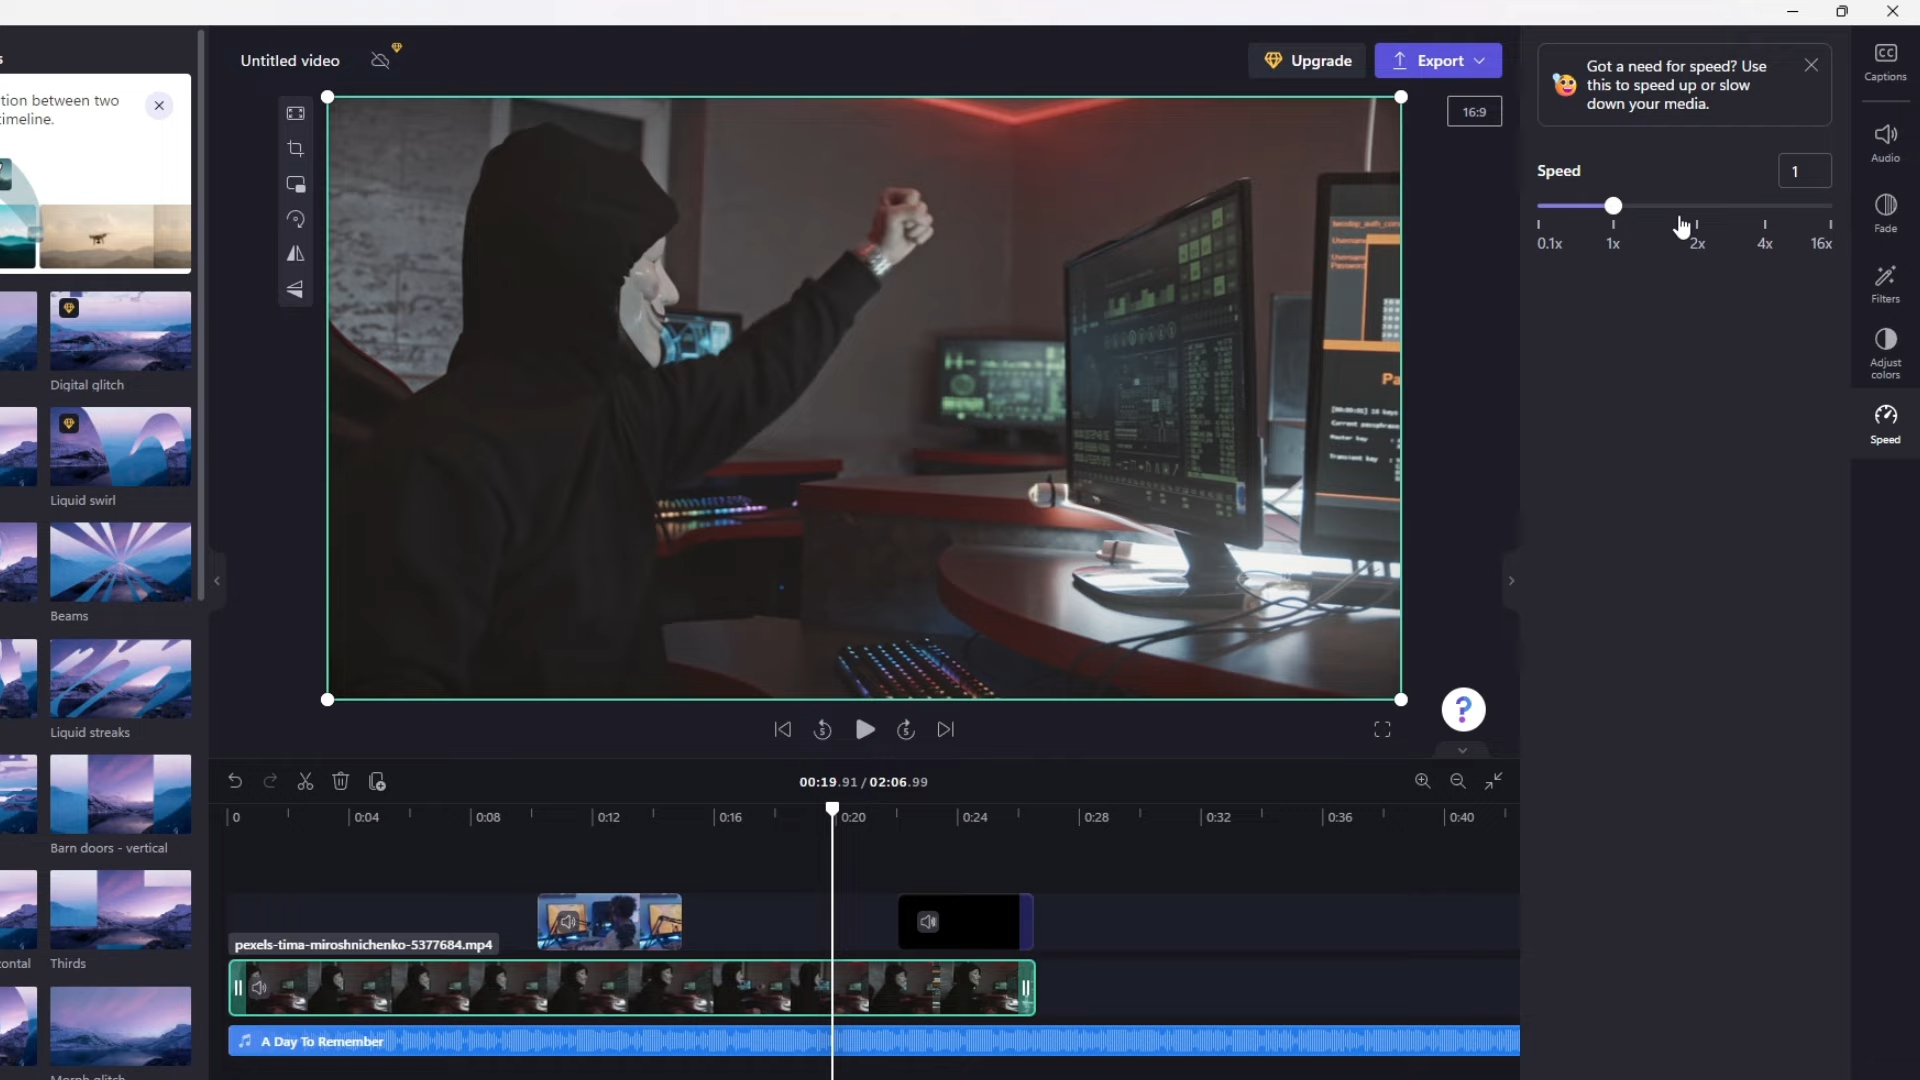 s
tion between two
timeline.
Digital glitch
Liquid swirl
Beams
Liquid streaks
Barn doors - vertical
ontal
Thirds
Untitled video
Upgrade
Export
16:9
?
5
5
00:19.91 / 02:06.99
0
0:04
0:08
0:12
0:16
0:20
0:24
0:28
0:32
0:36
0:40
pexels-tima-miroshnichenko-5377684.mp4
A Day To Remember
Got a need for speed? Use
this to speed up or slow
down your media.
Speed
1
0.1x
1x
2x
4x
16x
CC
Captions
Audio
Fade
Filters
Adjust
colors
Speed